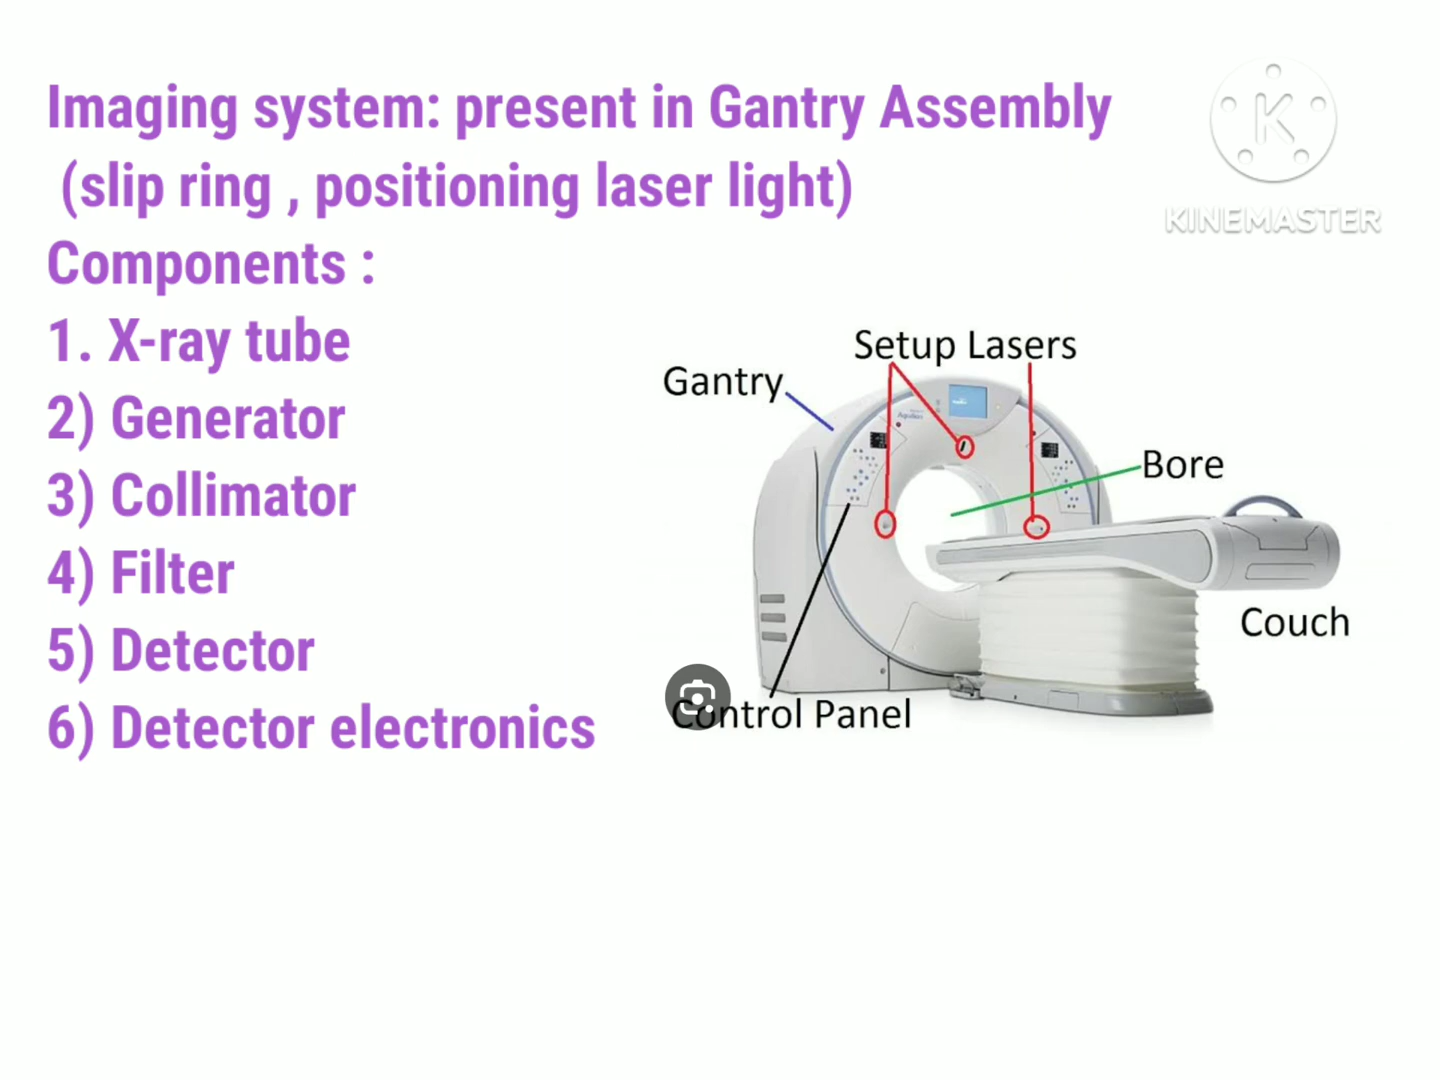 Imaging system: present in Gantry Assembly
(slip ring , positioning laser light)
Components :
1. X-ray tube
2) Generator
3) Collimator
4) Filter
5) Detector
6) Detector electronics
K
KINEMASTER
Setup Lasers
Gantry
Bore
Couch
Control Panel